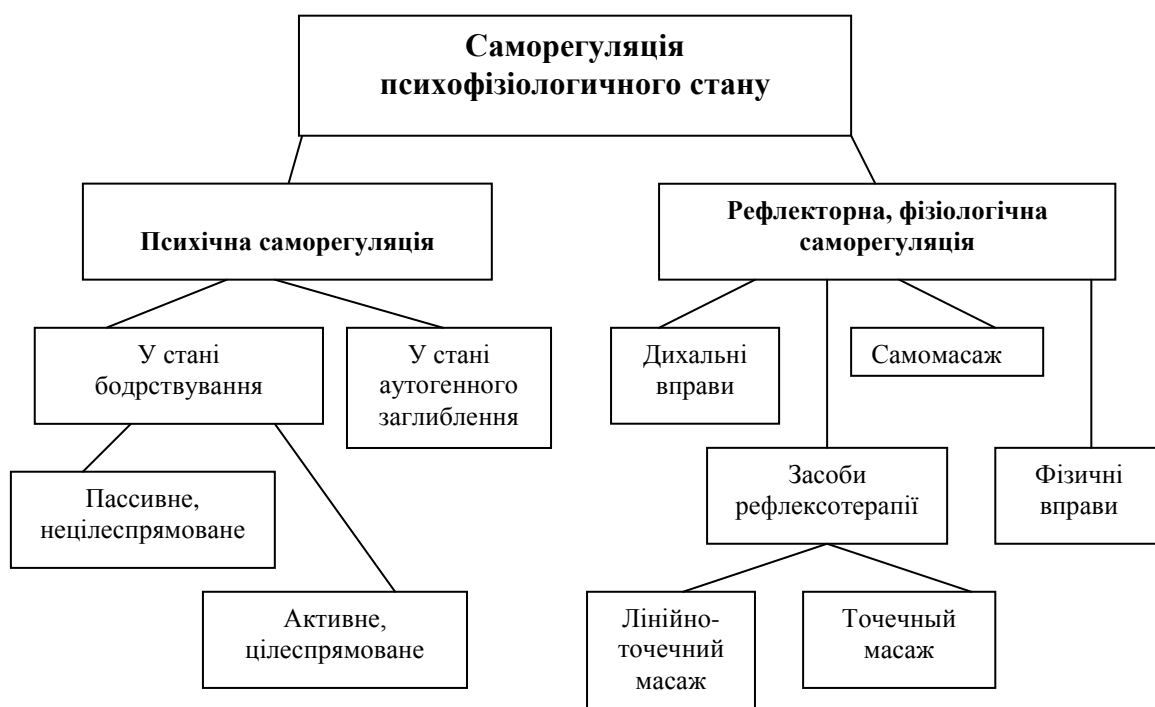 Саморегуляція
психофізіологичного стану
Психічна саморегуляція
Рефлекторна, фізіологічна
саморегуляція
У стані
бодрствування
У стані
аутогенного
заглиблення
Дихальні
вправи
Самомасаж
Пассивне,
нецілеспрямоване
Засоби
рефлексотерапії
Фізичні
вправи
Активне,
цілеспрямоване
Лінійно-
точечний
масаж
Точечный
масаж